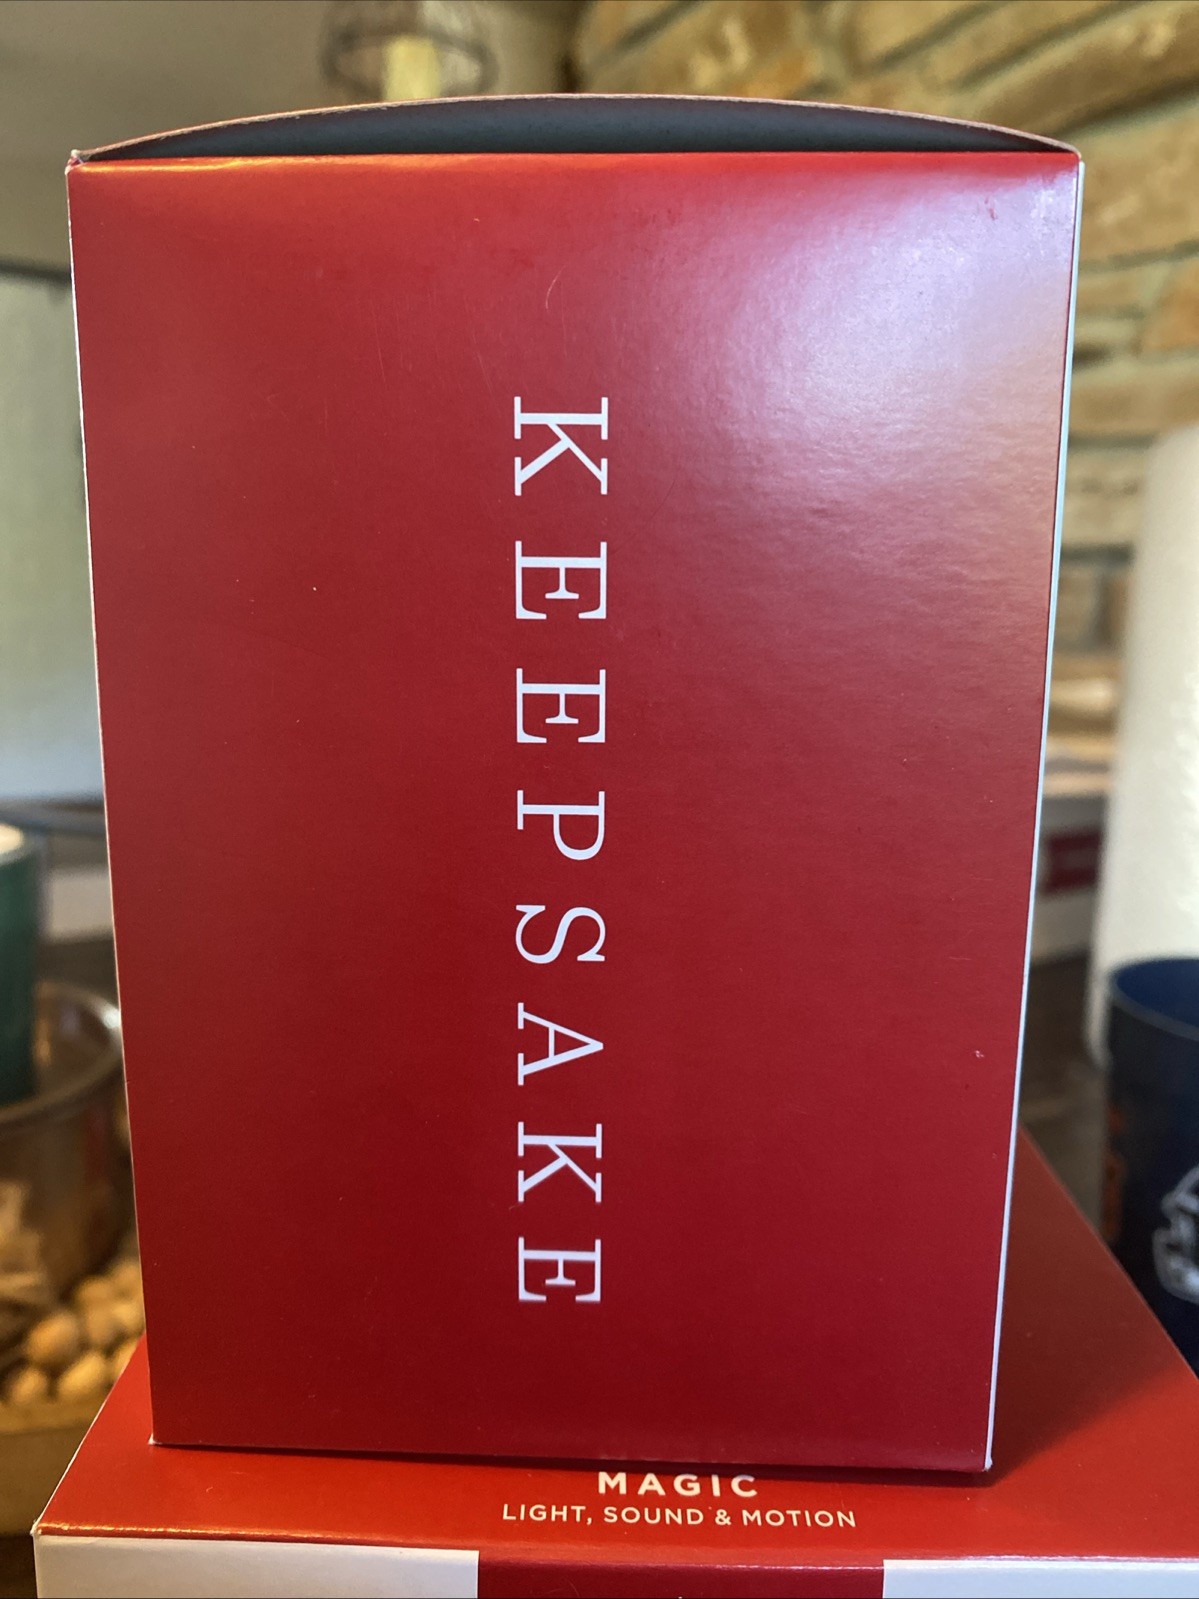 KEEPSAKE
MAGIC
LIGHT, SOUND & MOTION